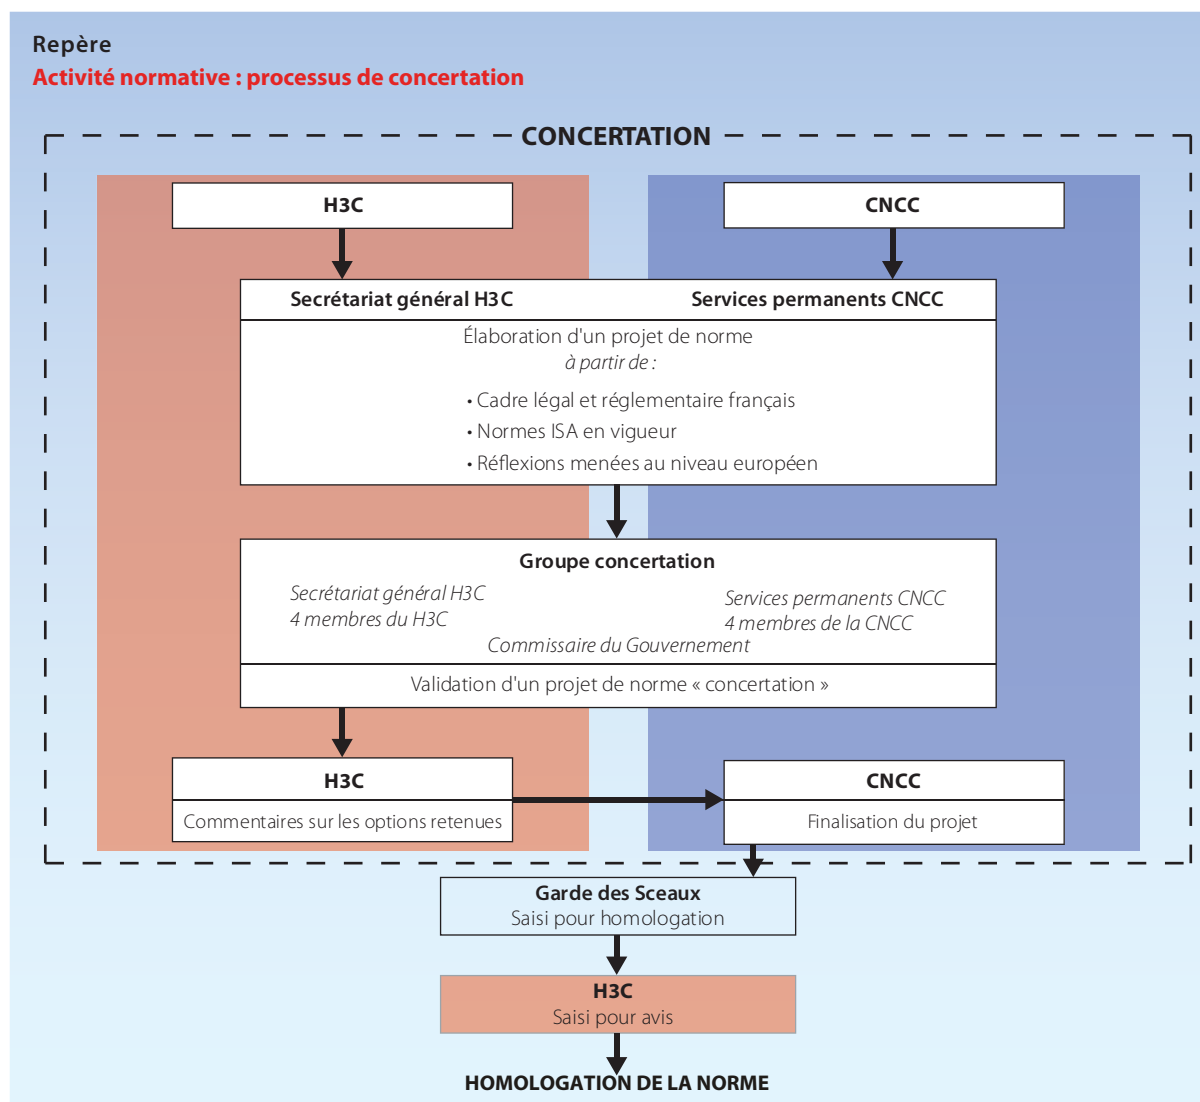 Repère
Activité normative : processus de concertation
CONCERTATION
H3C
CNCC
Secrétariat général H3C
Services permanents CNCC
Élaboration d'un projet de norme
à partir de :
• Cadre légal et réglementaire français
• Normes ISA en vigueur
• Réflexions menées au niveau européen
Groupe concertation
Secrétariat général H3C
4 membres du H3C
Services permanents CNCC
4 membres de la CNCC
Commissaire du Gouvernement
Validation d'un projet de norme « concertation »
H3C
Commentaires sur les options retenues
CNCC
Finalisation du projet
Garde des Sceaux
Saisi pour homologation
H3C
Saisi pour avis
HOMOLOGATION DE LA NORME